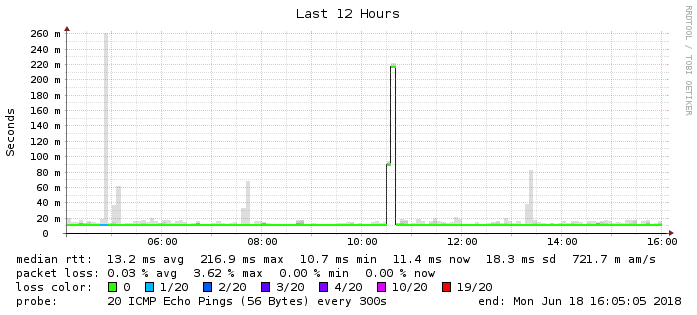 Last 12 Hours
RRDTOOL / TOBI OETIKER
Seconds
260 m
240 m
220 m
200 m
180 m
160 m
140 m
120 m
100 m
80 m
60 m
40 m
20 m
0
06:00 08:00 10:00 12:00 14:00 16:00
median rtt: 13.2 ms avg 216.9 ms max 10.7 ms min 11.4 ms now 18.3 ms sd 721.7 m am/s
packet loss: 0.03 % avg 3.62 % max 0.00 % min 0.00 % now
loss color: 0 1/20 2/20 3/20 4/20 10/20 19/20
probe: 20 ICMP Echo Pings (56 Bytes) every 300s end: Mon Jun 18 16:05:05 2018